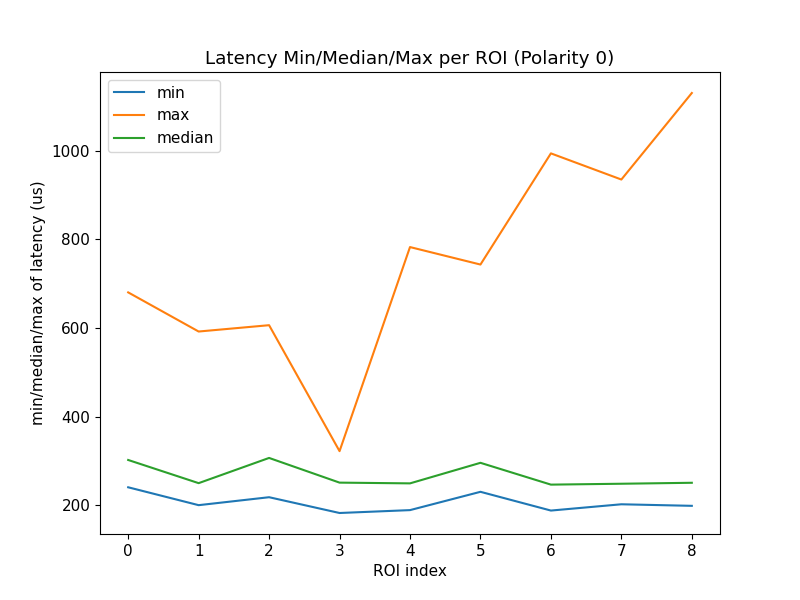 Latency Min/Median/Max per ROI (Polarity 0)
min
max
median
min/median/max of latency (us)
1000
800
600
400
200
0 1 2 3 4 5 6 7 8
ROI index